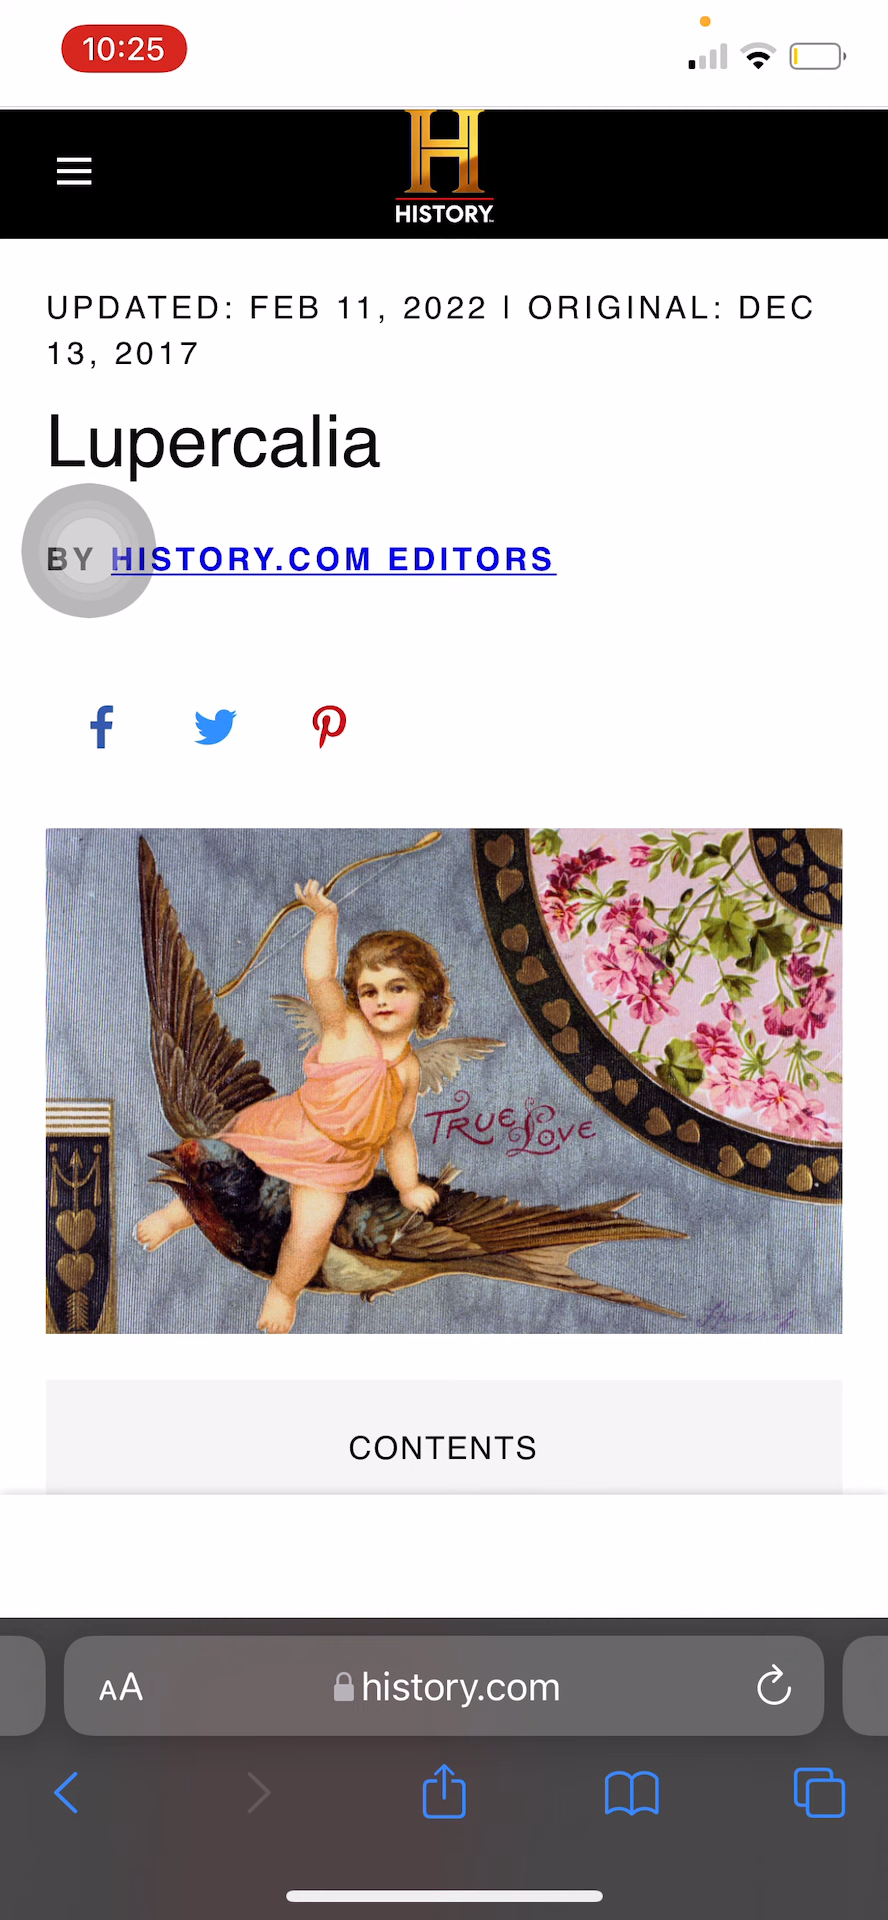 10:25
H
HISTORY
UPDATED: FEB 11, 2022 | ORIGINAL: DEC
13, 2017
Lupercalia
BY HISTORY.COM EDITORS
TRUE LOVE
CONTENTS
AA
history.com